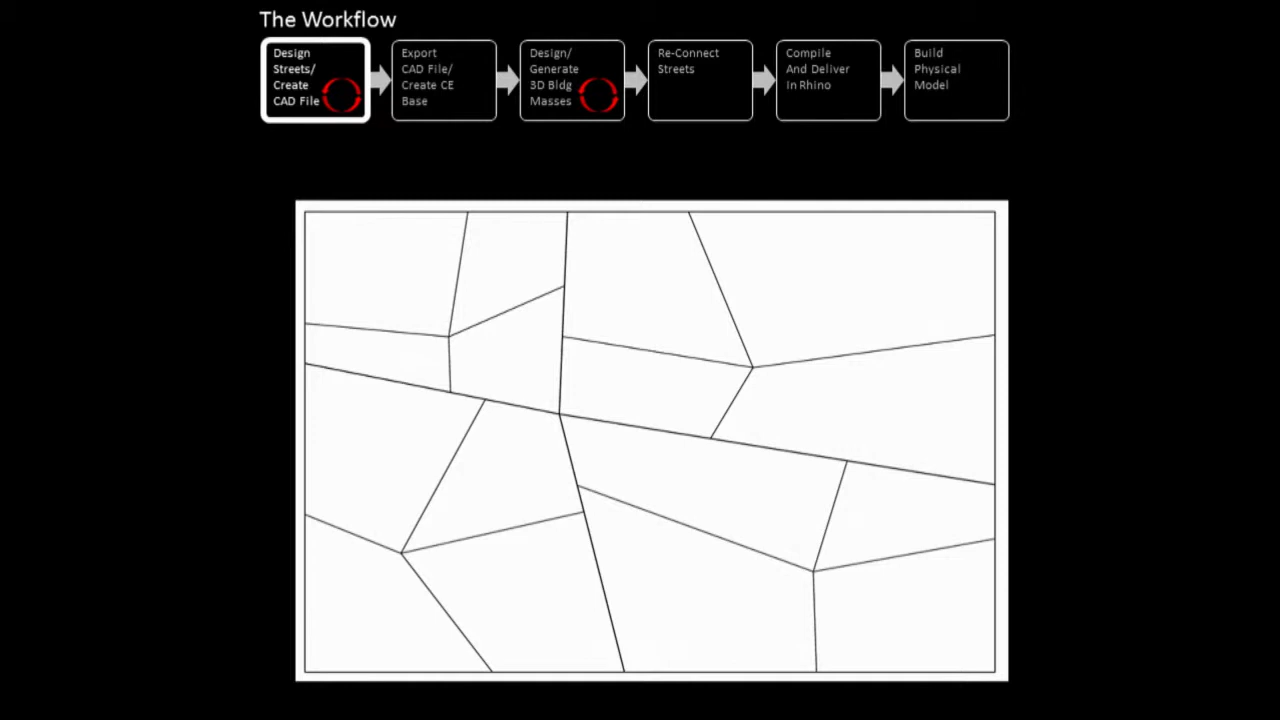 The Workflow
Design
Streets/
Create
CAD File
Export
CAD File/
Create CE
Base
Design/
Generate
3D Bldg
Masses
Re-Connect
Streets
Compile
And Deliver
In Rhino
Build
Physical
Model